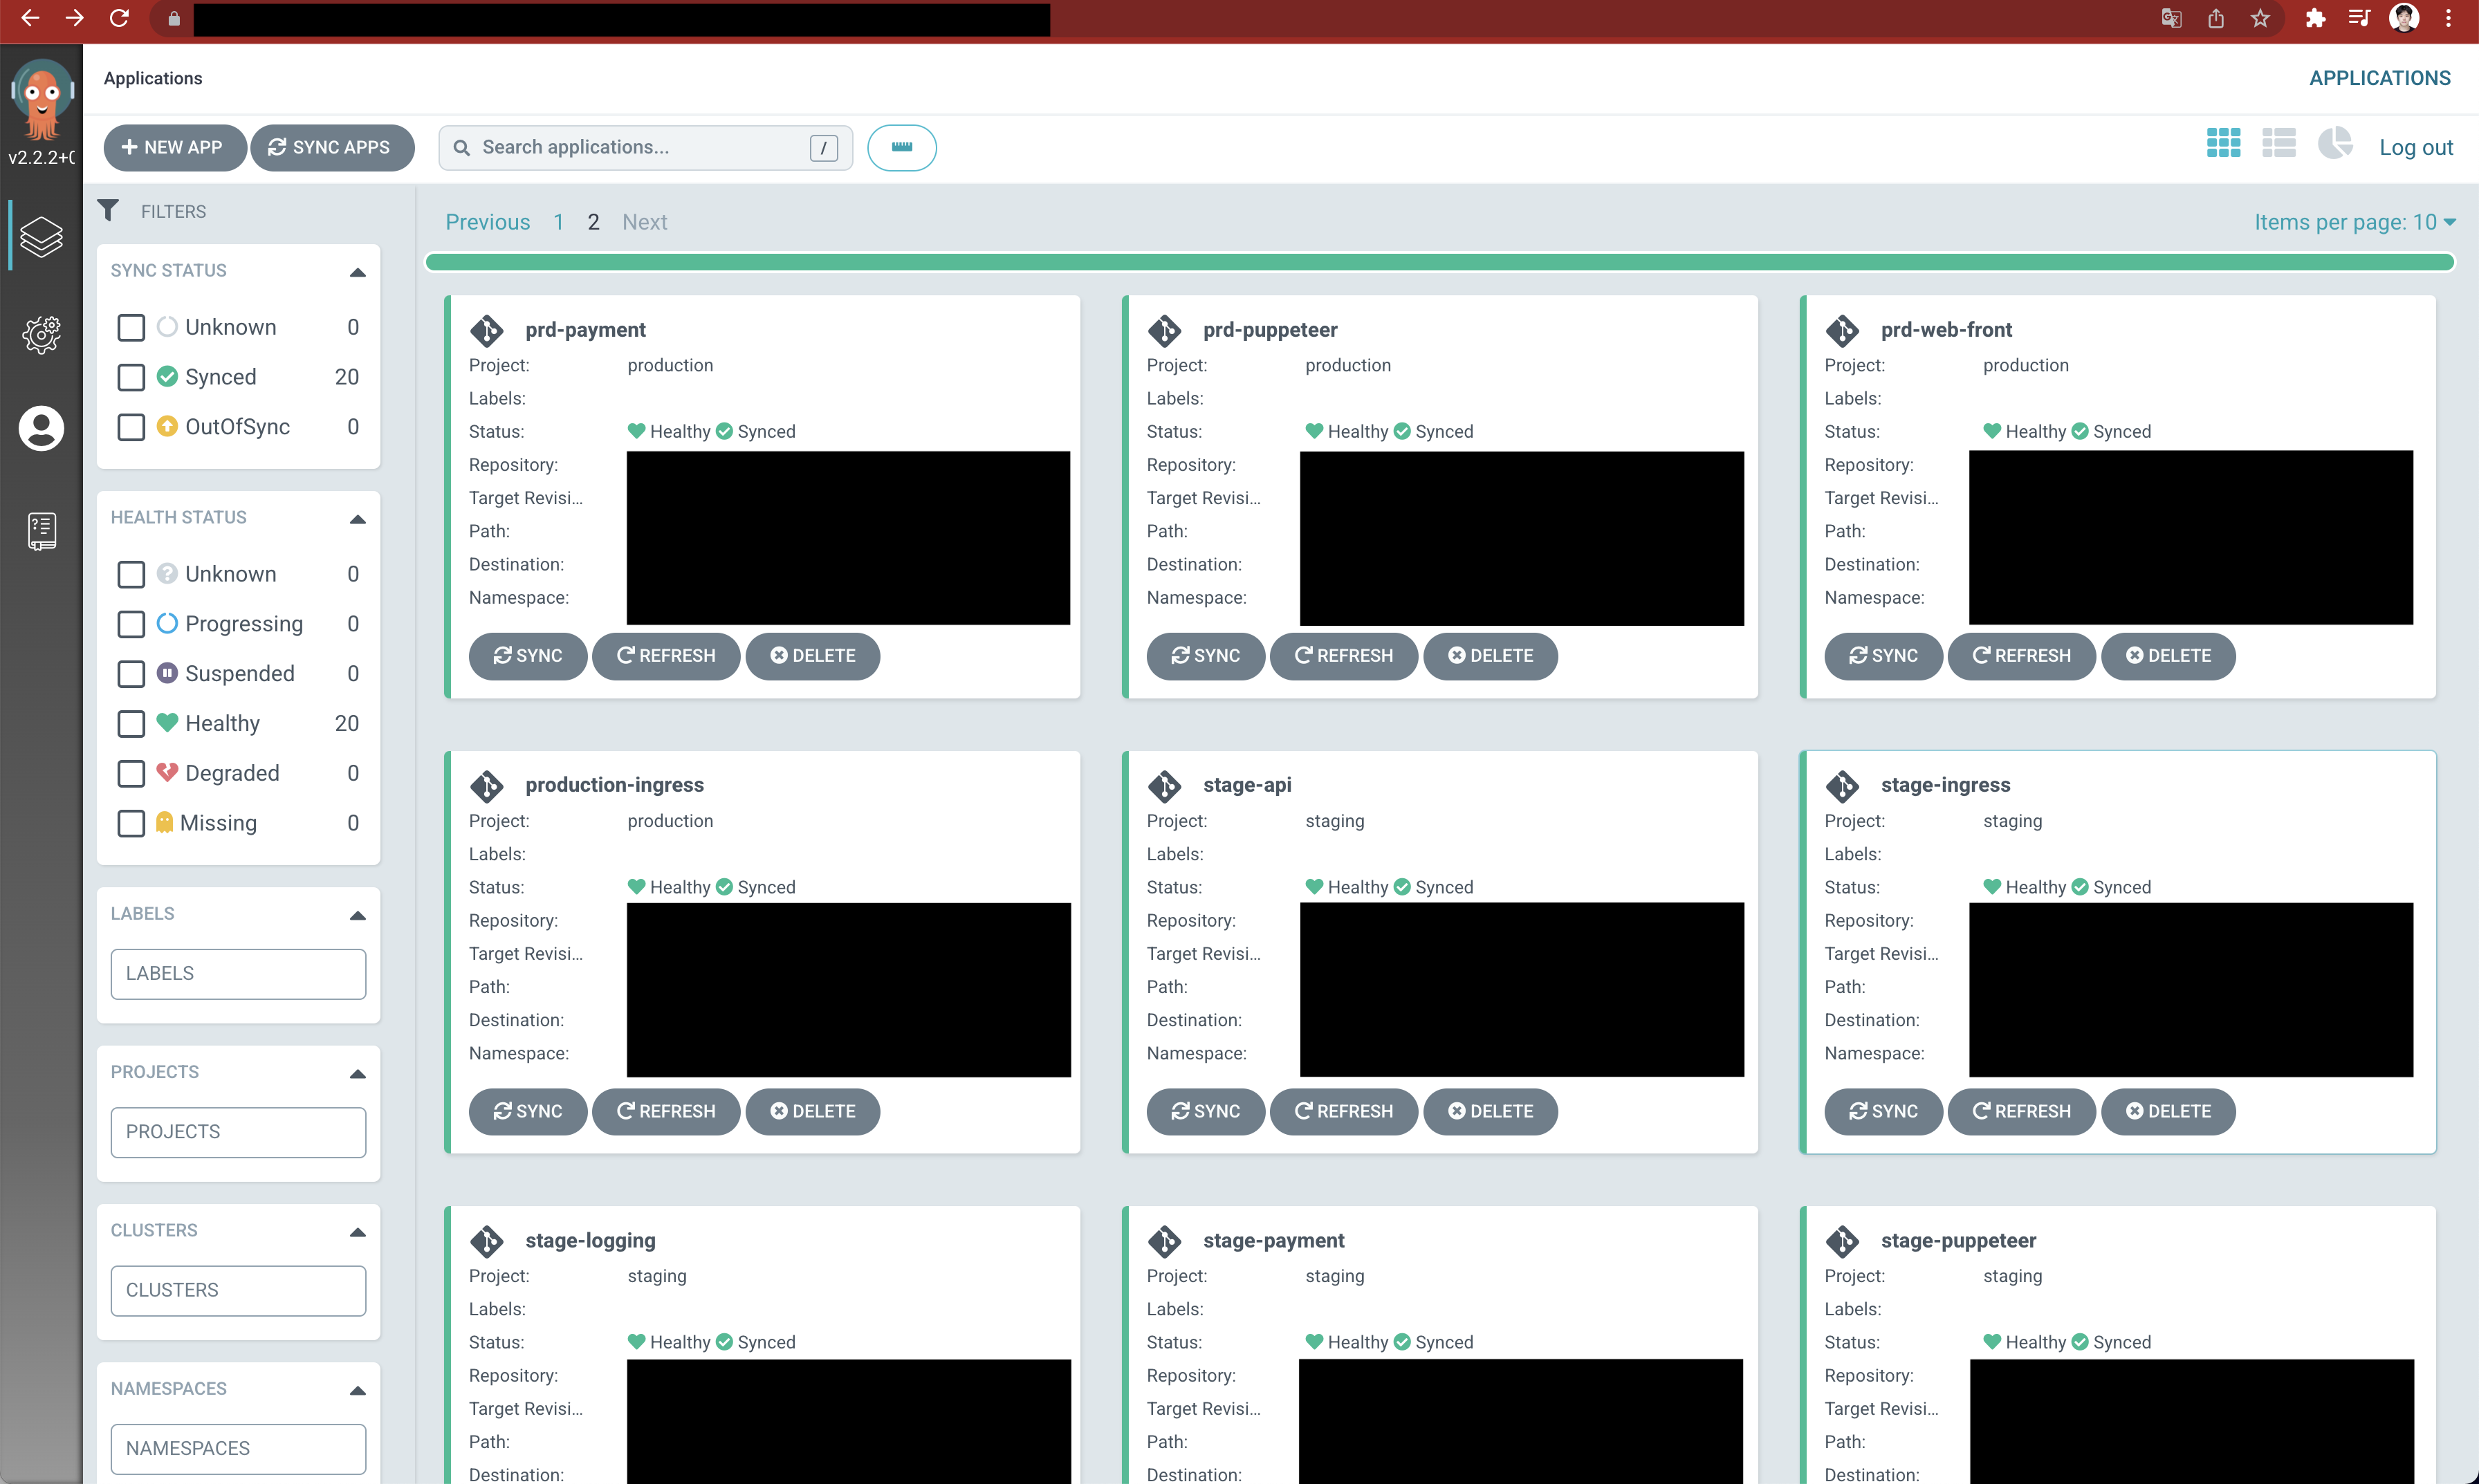 Applications
APPLICATIONS
v2.2.2+0
NEW APP
SYNC APPS
Search applications...
/
Log out
FILTERS
Previous 1 2 Next
Items per page: 10
SYNC STATUS
Unknown 0
Synced 20
OutOfSync 0
HEALTH STATUS
Unknown 0
Progressing 0
Suspended 0
Healthy 20
Degraded 0
Missing 0
LABELS
LABELS
PROJECTS
PROJECTS
CLUSTERS
CLUSTERS
NAMESPACES
NAMESPACES
prd-payment
Project: production
Labels:
Status: Healthy Synced
Repository:
Target Revisi...
Path:
Destination:
Namespace:
SYNC REFRESH DELETE
prd-puppeteer
Project: production
Labels:
Status: Healthy Synced
Repository:
Target Revisi...
Path:
Destination:
Namespace:
SYNC REFRESH DELETE
prd-web-front
Project: production
Labels:
Status: Healthy Synced
Repository:
Target Revisi...
Path:
Destination:
Namespace:
SYNC REFRESH DELETE
production-ingress
Project: production
Labels:
Status: Healthy Synced
Repository:
Target Revisi...
Path:
Destination:
Namespace:
SYNC REFRESH DELETE
stage-api
Project: staging
Labels:
Status: Healthy Synced
Repository:
Target Revisi...
Path:
Destination:
Namespace:
SYNC REFRESH DELETE
stage-ingress
Project: staging
Labels:
Status: Healthy Synced
Repository:
Target Revisi...
Path:
Destination:
Namespace:
SYNC REFRESH DELETE
stage-logging
Project: staging
Labels:
Status: Healthy Synced
Repository:
Target Revisi...
Path:
Destination:
stage-payment
Project: staging
Labels:
Status: Healthy Synced
Repository:
Target Revisi...
Path:
Destination:
stage-puppeteer
Project: staging
Labels:
Status: Healthy Synced
Repository:
Target Revisi...
Path:
Destination: